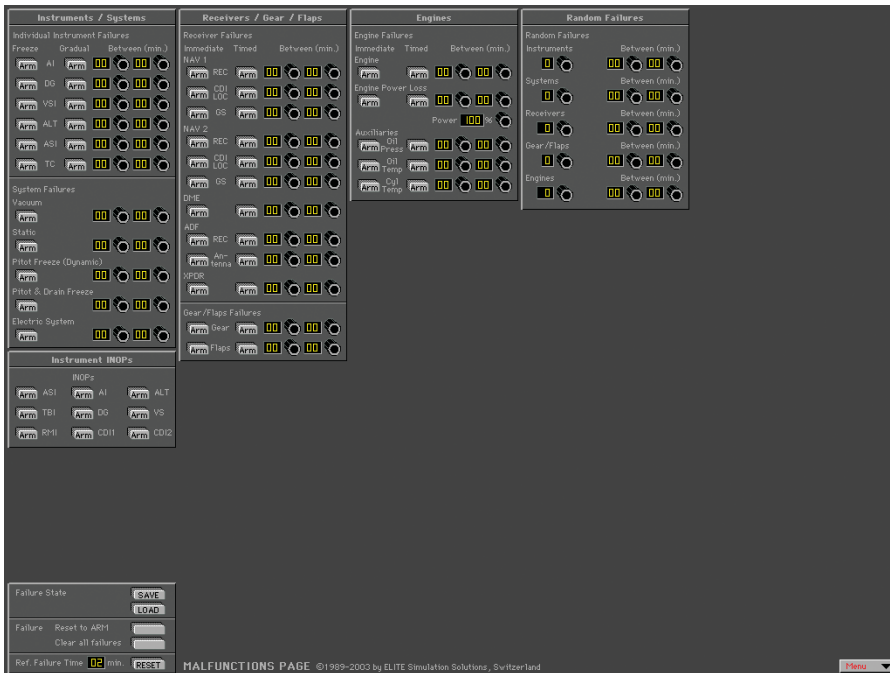 Instruments / Systems
Individual Instrument Failures
Freeze Gradual Between (min.)
Arm AI Arm 00 00
Arm DG Arm 00 00
Arm VSI Arm 00 00
Arm ALT Arm 00 00
Arm ASI Arm 00 00
Arm TC Arm 00 00
System Failures
Vacuum
Arm 00 00
Static
Arm 00 00
Pitot Freeze (Dynamic)
Arm 00 00
Pitot & Drain Freeze
Arm 00 00
Electric System
Arm 00 00
Instrument INOPs
INOPs
Arm ASI Arm AI Arm ALT
Arm TBI Arm DG Arm VS
Arm RMI Arm CDI1 Arm CDI2
Receivers / Gear / Flaps
Receiver Failures
Immediate Timed Between (min.)
NAV 1
Arm REC Arm 00 00
Arm CDI LOC Arm 00 00
Arm GS Arm 00 00
NAV 2
Arm REC Arm 00 00
Arm CDI LOC Arm 00 00
Arm GS Arm 00 00
DME
Arm Arm 00 00
ADF
Arm REC Arm 00 00
Arm An-tenna Arm 00 00
XPDR
Arm Arm 00 00
Gear/Flaps Failures
Arm Gear Arm 00 00
Arm Flaps Arm 00 00
Engines
Engine Failures
Immediate Timed Between (min.)
Engine
Arm Arm 00 00
Engine Power Loss
Arm Arm 00 00
Power 100 %
Auxiliaries
Arm Oil Press Arm 00 00
Arm Oil Temp Arm 00 00
Arm Cyl Temp Arm 00 00
Random Failures
Random Failures
Instruments Between (min.)
0 00 00
Systems Between (min.)
0 00 00
Receivers Between (min.)
0 00 00
Gear/Flaps Between (min.)
0 00 00
Engines Between (min.)
0 00 00
Failure State SAVE
LOAD
Failure Reset to ARM
Clear all failures
Ref. Failure Time 02 min. RESET
MALFUNCTIONS PAGE ©1989-2003 by ELITE Simulation Solutions, Switzerland
Menu